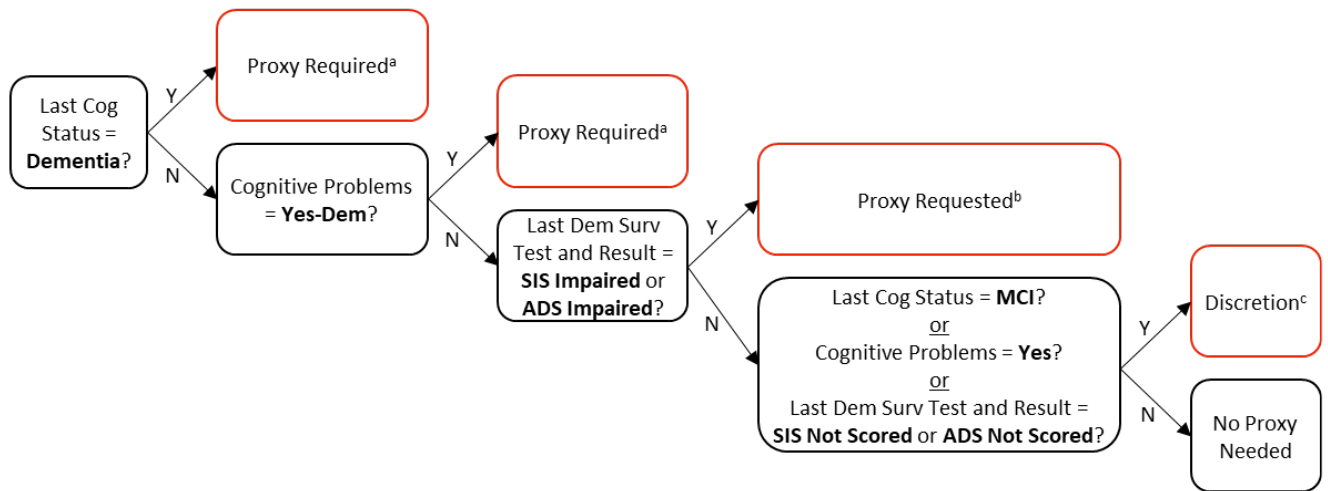 Proxy Requiredᵃ
Y
Last Cog
Status =
Dementia?
N
Cognitive Problems
= Yes-Dem?
Y
Proxy Requiredᵃ
N
Last Dem Surv
Test and Result =
SIS Impaired or
ADS Impaired?
Y
Proxy Requestedᵇ
N
Last Cog Status = MCI?
or
Cognitive Problems = Yes?
or
Last Dem Surv Test and Result =
SIS Not Scored or ADS Not Scored?
Y
Discretionᶜ
N
No Proxy
Needed